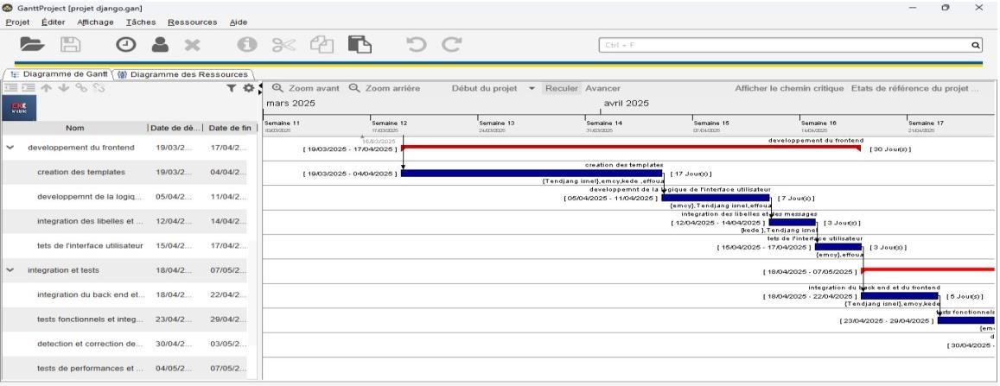 GanttProject [projet django.gan]
Projet Éditer Affichage Tâches Ressources Aide
Ctrl + F
Diagramme de Gantt Diagramme des Ressources
Zoom avant Zoom arrière Début du projet Reculer Avancer Afficher le chemin critique Etats de référence du projet ...
mars 2025 avril 2025
Nom Date de dé... Date de fin
Semaine 11 Semaine 12 Semaine 13 Semaine 14 Semaine 15 Semaine 16 Semaine 17
10/03/2025 17/03/2025 24/03/2025 31/03/2025 07/04/2025 14/04/2025 21/04/2025
16/03/2025
developpement du frontend 19/03/2... 17/04/2...
developpement du frontend
[ 19/03/2025 - 17/04/2025 ] [ 30 Jour(s) ]
creation des templates 19/03/2... 04/04/2...
creation des templates
[ 19/03/2025 - 04/04/2025 ] [ 17 Jour(s) ]
{Tendjang isnel},emcy,kede ,effoua
developpemnt de la logiq... 05/04/2... 11/04/2...
developpemnt de la logique de l'interface utilisateur
[ 05/04/2025 - 11/04/2025 ] [ 7 Jour(s) ]
{emcy},Tendjang isnel,effoua
integration des libelles et ... 12/04/2... 14/04/2...
integration des libelles et des messages
[ 12/04/2025 - 14/04/2025 ] [ 3 Jour(s) ]
{kede },Tendjang isnel
tets de l'interface utilisateur 15/04/2... 17/04/2...
tets de l'interface utilisateur
[ 15/04/2025 - 17/04/2025 ] [ 3 Jour(s) ]
{emcy},effoua
integration et tests 18/04/2... 07/05/2...
[ 18/04/2025 - 07/05/2025 ]
integration du back end et... 18/04/2... 22/04/2...
integration du back end et du frontend
[ 18/04/2025 - 22/04/2025 ] [ 5 Jour(s) ]
{Tendjang isnel},emcy,kede
tests fonctionnels et integ... 23/04/2... 29/04/2...
tests fonctionnels
[ 23/04/2025 - 29/04/2025 ]
{em
detection et correction de... 30/04/2... 03/05/2...
d
[ 30/04/2025 -
tests de performances et ... 04/05/2... 07/05/2...